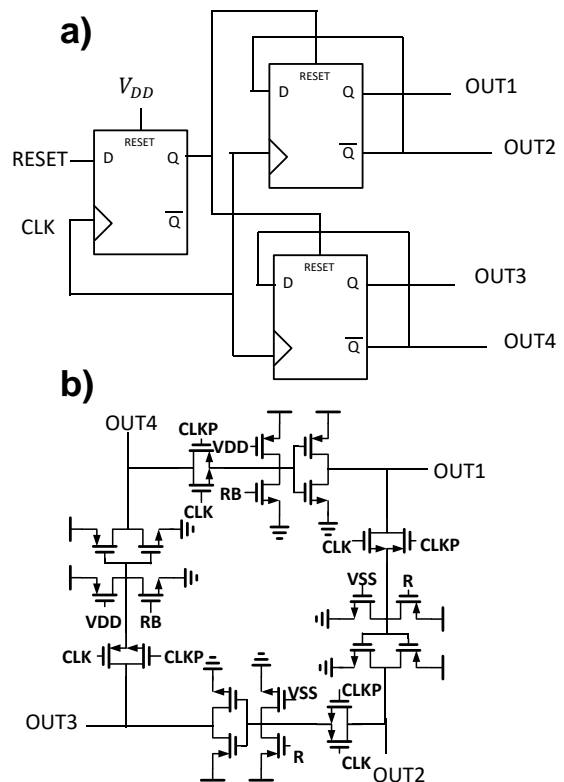 a)
V_DD
RESET
D
RESET
Q
Q̅
CLK
RESET
D
Q
Q̅
OUT1
OUT2
RESET
D
Q
Q̅
OUT3
OUT4
b)
OUT4
CLKP
VDD
RB
CLK
OUT1
CLK
CLKP
VSS
R
VDD
RB
CLK
CLKP
OUT3
VSS
R
CLKP
CLK
OUT2